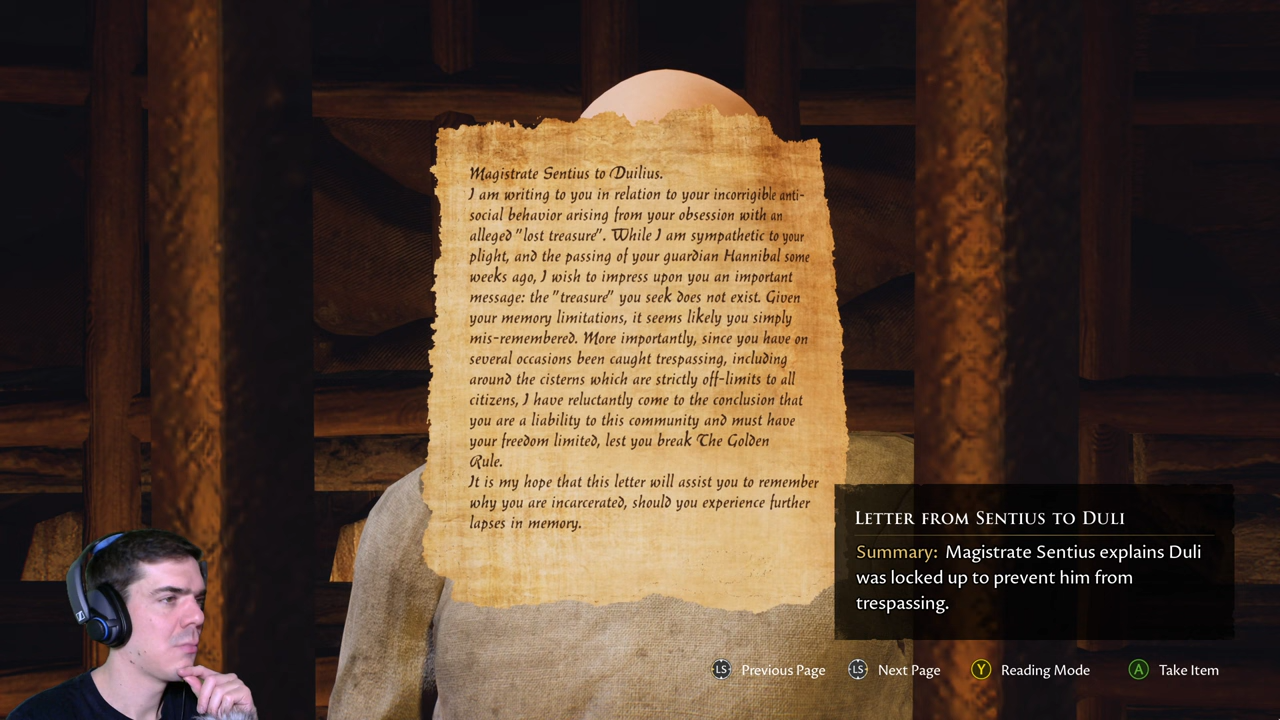 Magistrate Sentius to Duilius.
I am writing to you in relation to your incorrigible anti-
social behavior arising from your obsession with an
alleged "lost treasure". While I am sympathetic to your
plight, and the passing of your guardian Hannibal some
weeks ago, I wish to impress upon you an important
message: the "treasure" you seek does not exist. Given
your memory limitations, it seems likely you simply
mis-remembered. More importantly, since you have on
several occasions been caught trespassing, including
around the cisterns which are strictly off-limits to all
citizens, I have reluctantly come to the conclusion that
you are a liability to this community and must have
your freedom limited, lest you break The Golden
Rule.
It is my hope that this letter will assist you to remember
why you are incarcerated, should you experience further
lapses in memory.
Letter from Sentius to Duli
Summary: Magistrate Sentius explains Duli
was locked up to prevent him from
trespassing.
LS Previous Page LS Next Page Y Reading Mode A Take Item